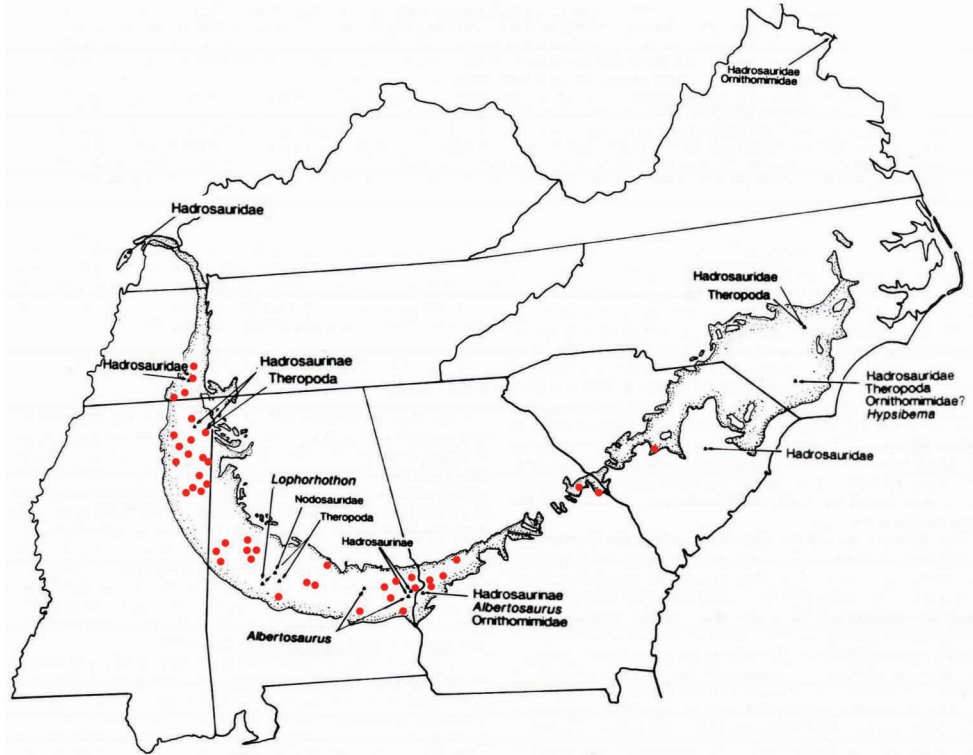 Hadrosauridae
Ornithomimidae
Hadrosauridae
Hadrosauridae
Theropoda
Hadrosauridae
Hadrosaurinae
Theropoda
Hadrosauridae
Theropoda
Ornithomimidae?
Hypsibema
Hadrosauridae
Lophorhothon
Nodosauridae
Theropoda
Hadrosaurinae
Hadrosaurinae
Albertosaurus
Ornithomimidae
Albertosaurus